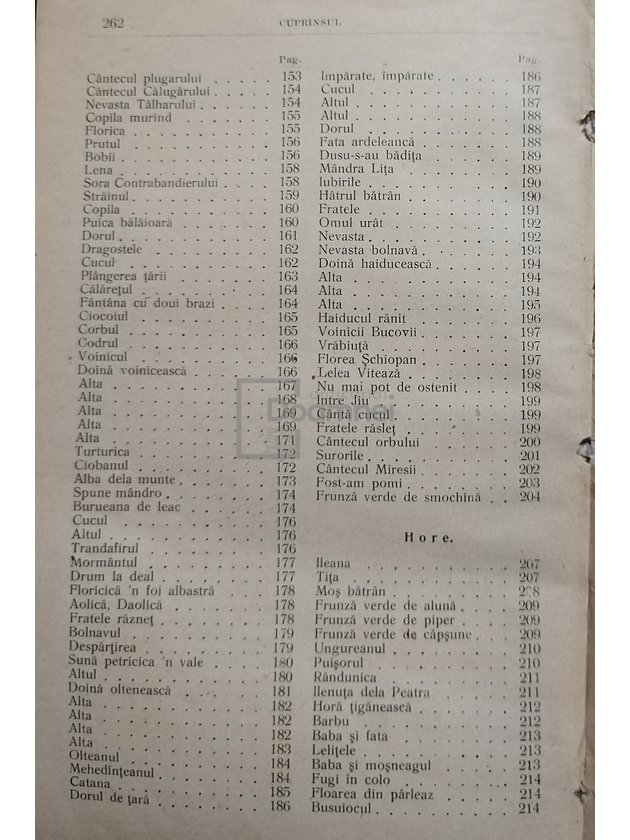 262
CUPRINSUL
Pag.
Cântecul plugarului . . . . . 153
Cântecul Călugărului . . . . . 154
Nevasta Tâlharului . . . . . 154
Copila murind . . . . . 155
Florica . . . . . 155
Prutul . . . . . 156
Bobii . . . . . 156
Lena . . . . . 158
Sora Contrabandierului . . . . 158
Străinul . . . . . 159
Copila . . . . . 160
Puica bălăioară . . . . . 160
Dorul . . . . . 161
Dragostele . . . . . 162
Cucul . . . . . 162
Plângerea țării . . . . . 163
Călărețul . . . . . 164
Fântâna cu doui brazi . . . . 164
Ciocoiul . . . . . 165
Corbul . . . . . 165
Codrul . . . . . 166
Voinicul . . . . . 166
Doină voinicească . . . . . 166
Alta . . . . . 167
Alta . . . . . 168
Alta . . . . . 169
Alta . . . . . 169
Alta . . . . . 171
Turturica . . . . . 172
Ciobanul . . . . . 172
Alba dela munte . . . . . 173
Spune mândro . . . . . 174
Burueana de leac . . . . . 174
Cucul . . . . . 176
Altul . . . . . 176
Trandafirul . . . . . 176
Mormântul . . . . . 177
Drum la deal . . . . . 177
Floricică 'n foi albastră . . . . 178
Aolică, Daolică . . . . . 178
Fratele răzneț . . . . . 178
Bolnavul . . . . . 179
Despărțirea . . . . . 179
Sună petricica 'n vale . . . . 180
Altul . . . . . 180
Doină oltenească . . . . . 181
Alta . . . . . 182
Alta . . . . . 182
Alta . . . . . 182
Alta . . . . . 183
Olteanul . . . . . 184
Mehedințeanul . . . . . 184
Catana . . . . . 185
Dorul de țară . . . . . 186
Pag.
Impărate, împărate . . . . . 186
Cucul . . . . . 187
Altul . . . . . 187
Altul . . . . . 188
Dorul . . . . . 188
Fata ardeleancă . . . . . 188
Dusu-s-au bădița . . . . . 189
Mândra Lița . . . . . 189
Iubirile . . . . . 190
Hâtrul bătrân . . . . . 190
Fratele . . . . . 191
Omul urât . . . . . 192
Nevasta . . . . . 192
Nevasta bolnavă . . . . . 193
Doină haiducească . . . . . 194
Alta . . . . . 194
Alta . . . . . 194
Alta . . . . . 195
Haiducul rănit . . . . . 196
Voinicii Bucovii . . . . . 197
Vrăbiuță . . . . . 197
Florea Șchiopan . . . . . 197
Lelea Vitează . . . . . 198
Nu mai pot de ostenit . . . . 198
Intre Jiu . . . . . 199
Cântă cucul . . . . . 199
Fratele răsleț . . . . . 199
Cântecul orbului . . . . . 200
Surorile . . . . . 201
Cântecul Miresii . . . . . 202
Fost-am pomi . . . . . 203
Frunză verde de smochină . . 204
Hore.
Ileana . . . . . 207
Tița . . . . . 207
Moș bătrân . . . . . 208
Frunză verde de alună . . . . 209
Frunză verde de piper . . . . 209
Frunză verde de căpșune . . . 209
Ungureanul . . . . . 210
Puișorul . . . . . 210
Rândunica . . . . . 211
Ilenuța dela Peatra . . . . . 211
Horă țigănească . . . . . 212
Barbu . . . . . 212
Baba și fata . . . . . 213
Lelițele . . . . . 213
Baba și moșneagul . . . . . 213
Fugi în colo . . . . . 214
Floarea din pârleaz . . . . . 214
Busuiocul . . . . . 214